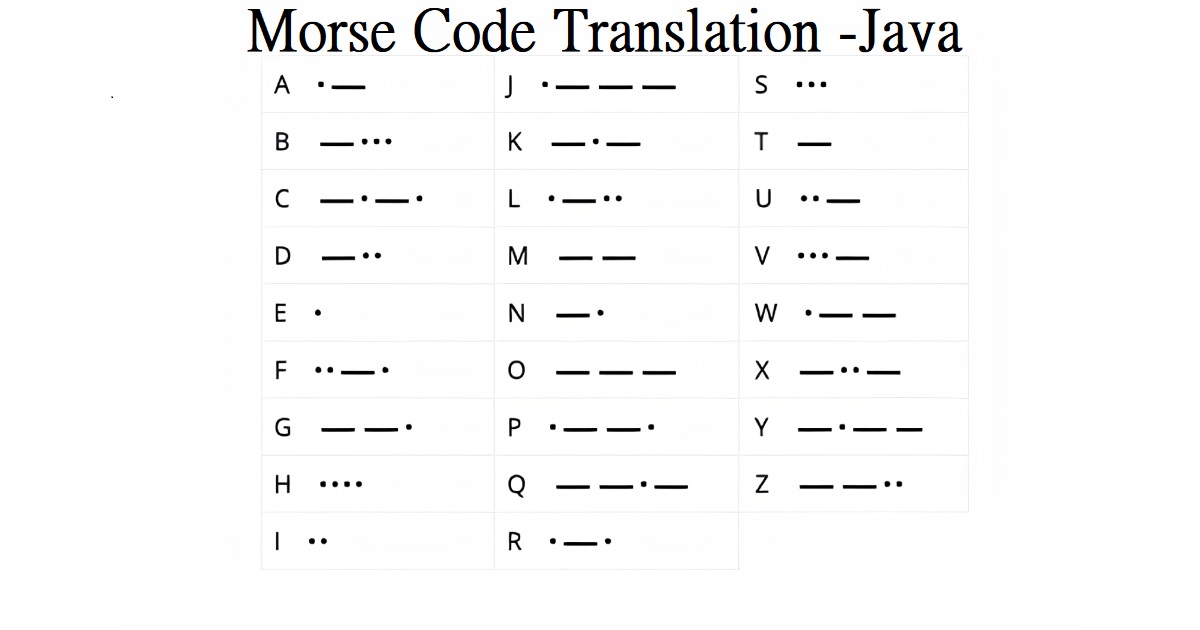 Morse Code Translation -Java
A •— J •——— S •••
B —••• K —•— T —
C —•—• L •—•• U ••—
D —•• M —— V •••—
E • N —• W •——
F ••—• O ——— X —••—
G ——• P •——• Y —•——
H •••• Q ——•— Z ——••
I •• R •—•